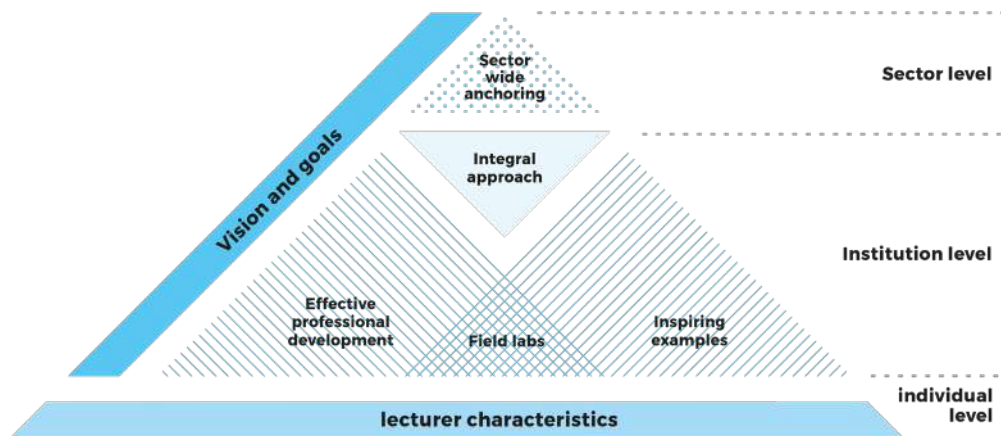 Sector
wide
anchoring
Sector level
Vision and goals
Integral
approach
Institution level
Effective
professional
development
Field labs
Inspiring
examples
individual
level
lecturer characteristics